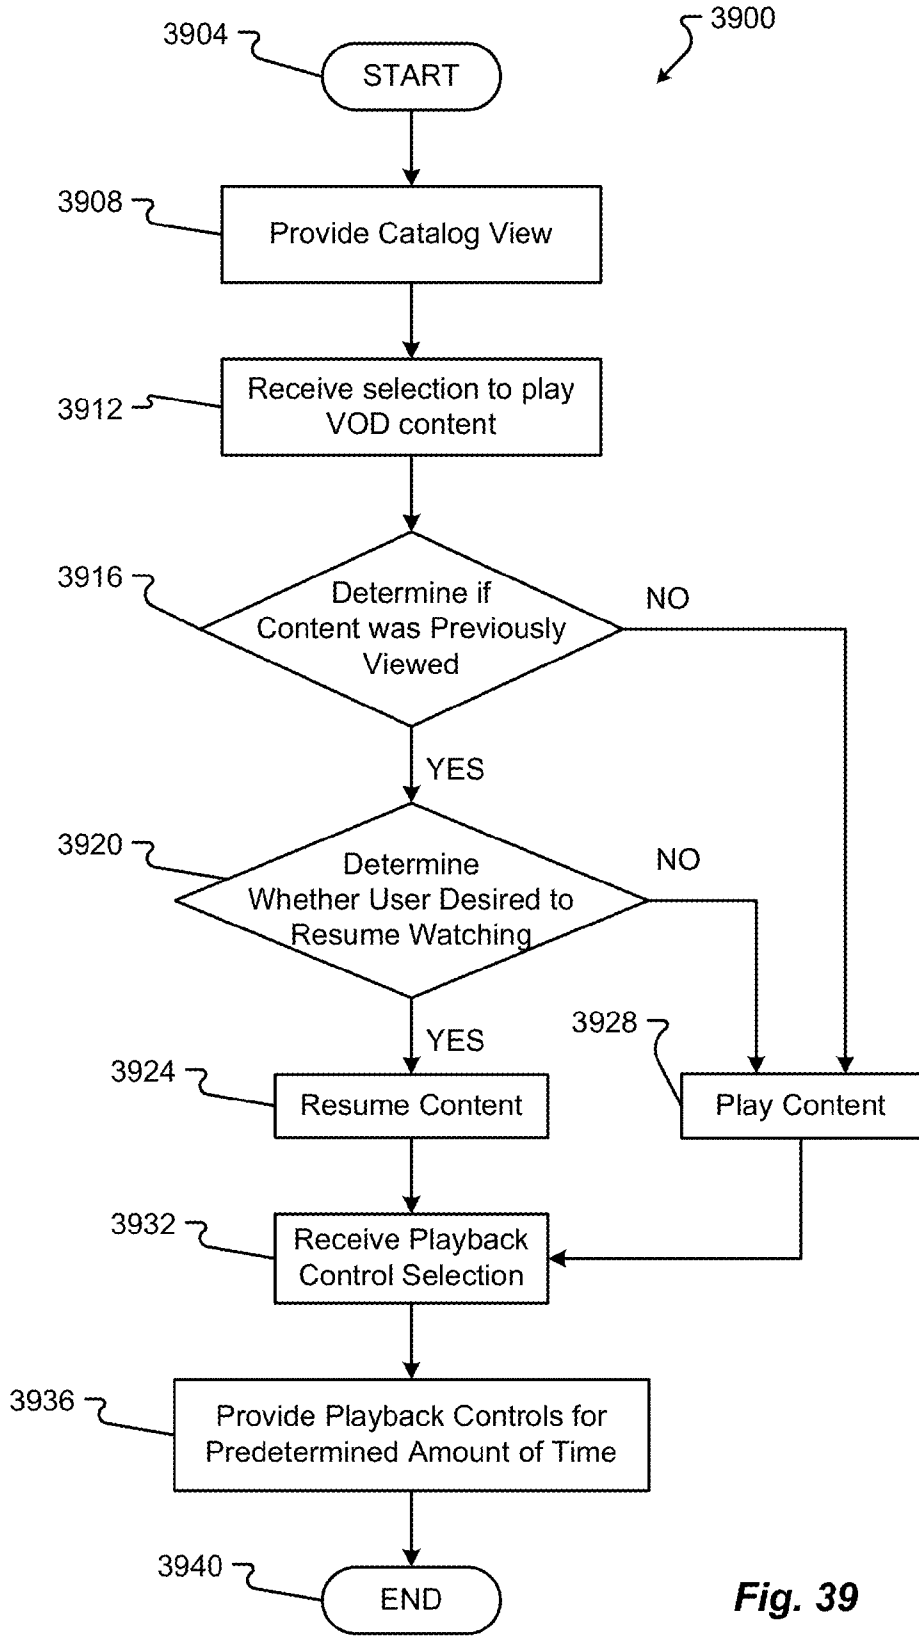 3900
3904
START
3908
Provide Catalog View
3912
Receive selection to play
VOD content
3916
Determine if
Content was Previously
Viewed
NO
YES
3920
Determine
Whether User Desired to
Resume Watching
NO
YES
3924
Resume Content
3928
Play Content
3932
Receive Playback
Control Selection
3936
Provide Playback Controls for
Predetermined Amount of Time
3940
END
Fig. 39